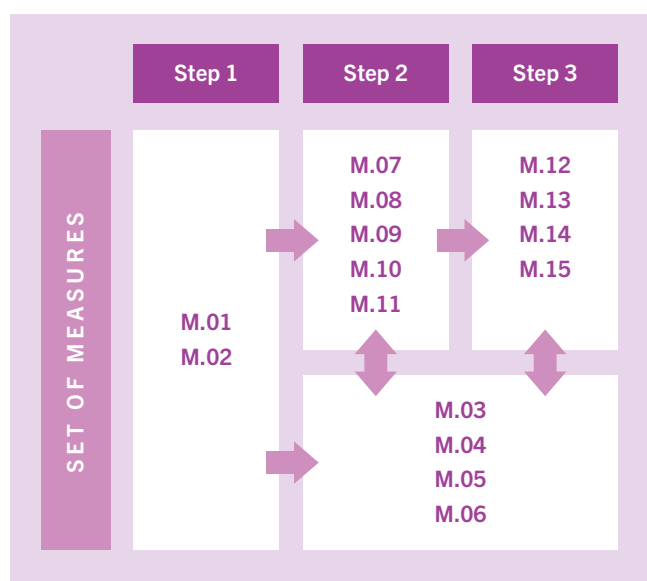 Step 1
Step 2
Step 3
SET OF MEASURES
M.01
M.02
M.07
M.08
M.09
M.10
M.11
M.12
M.13
M.14
M.15
M.03
M.04
M.05
M.06